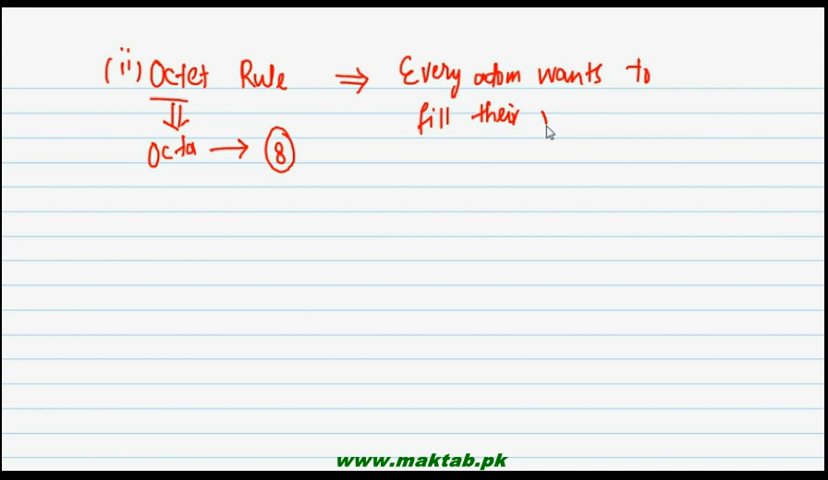 (ii) Octet Rule ⇒ Every atom wants to
fill their
Octa → 8
www.maktab.pk